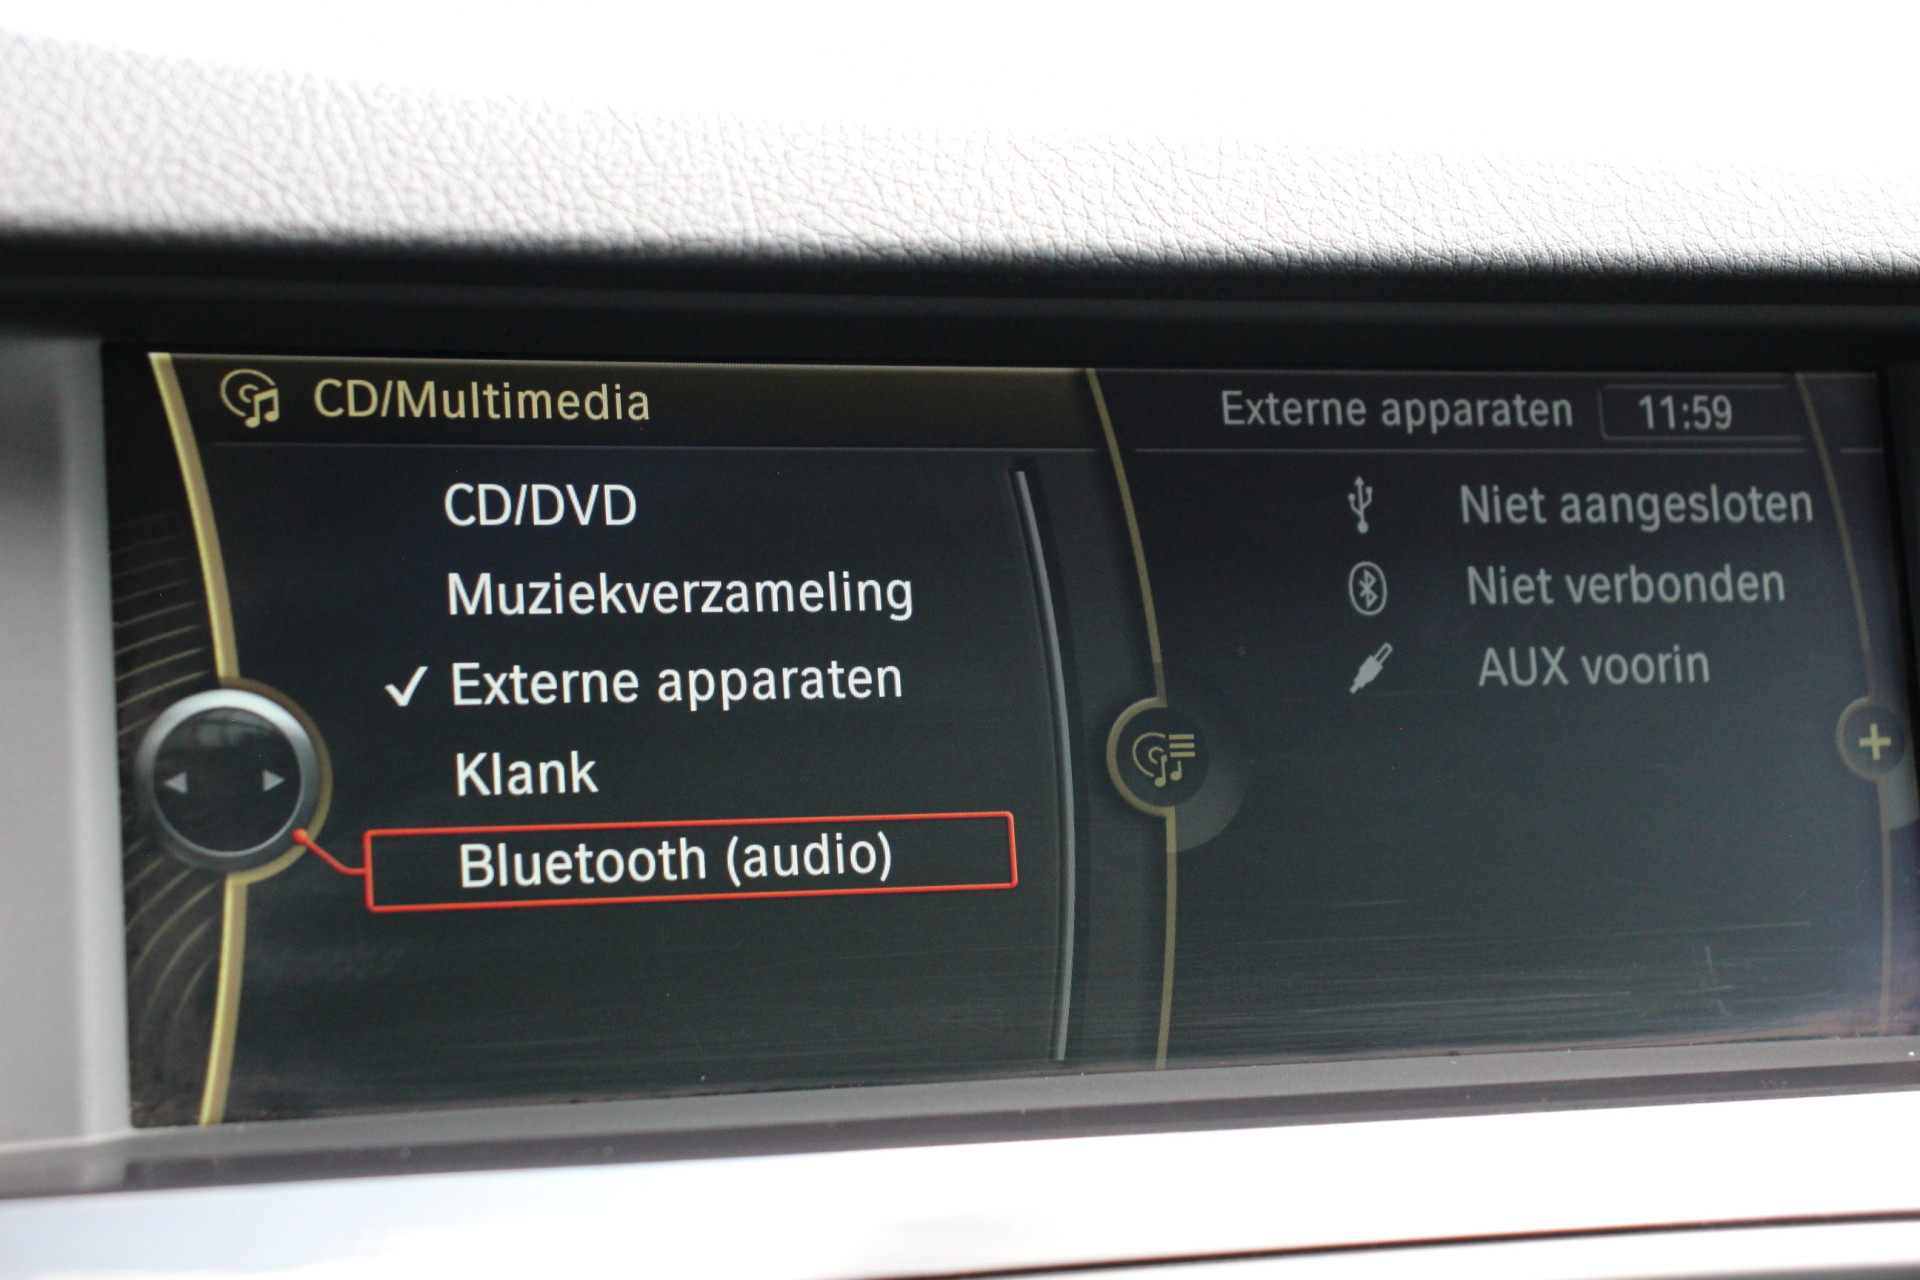 CD/Multimedia
CD/DVD
Muziekverzameling
Externe apparaten
Klank
Bluetooth (audio)
Externe apparaten 11:59
Niet aangesloten
Niet verbonden
AUX voorin